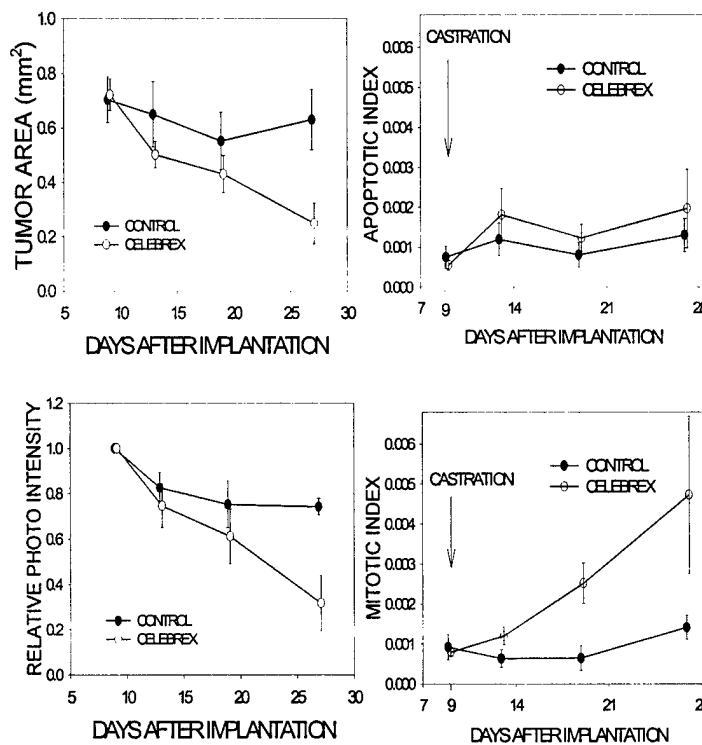 TUMOR AREA (mm²)
1.0
0.8
0.6
0.4
0.2
0.0
CONTROL
CELEBREX
5 10 15 20 25 30
DAYS AFTER IMPLANTATION
APOPTOTIC INDEX
0.006
0.005
0.004
0.003
0.002
0.001
0.000
CASTRATION
CONTROL
CELEBREX
7 9 14 21 28
DAYS AFTER IMPLANTATION
RELATIVE PHOTO INTENSITY
1.2
1.0
0.8
0.6
0.4
0.2
0.0
CONTROL
CELEBREX
5 10 15 20 25 30
DAYS AFTER IMPLANTATION
MITOTIC INDEX
0.006
0.005
0.004
0.003
0.002
0.001
0.000
CASTRATION
CONTROL
CELEBREX
7 9 14 21
DAYS AFTER IMPLANTATION